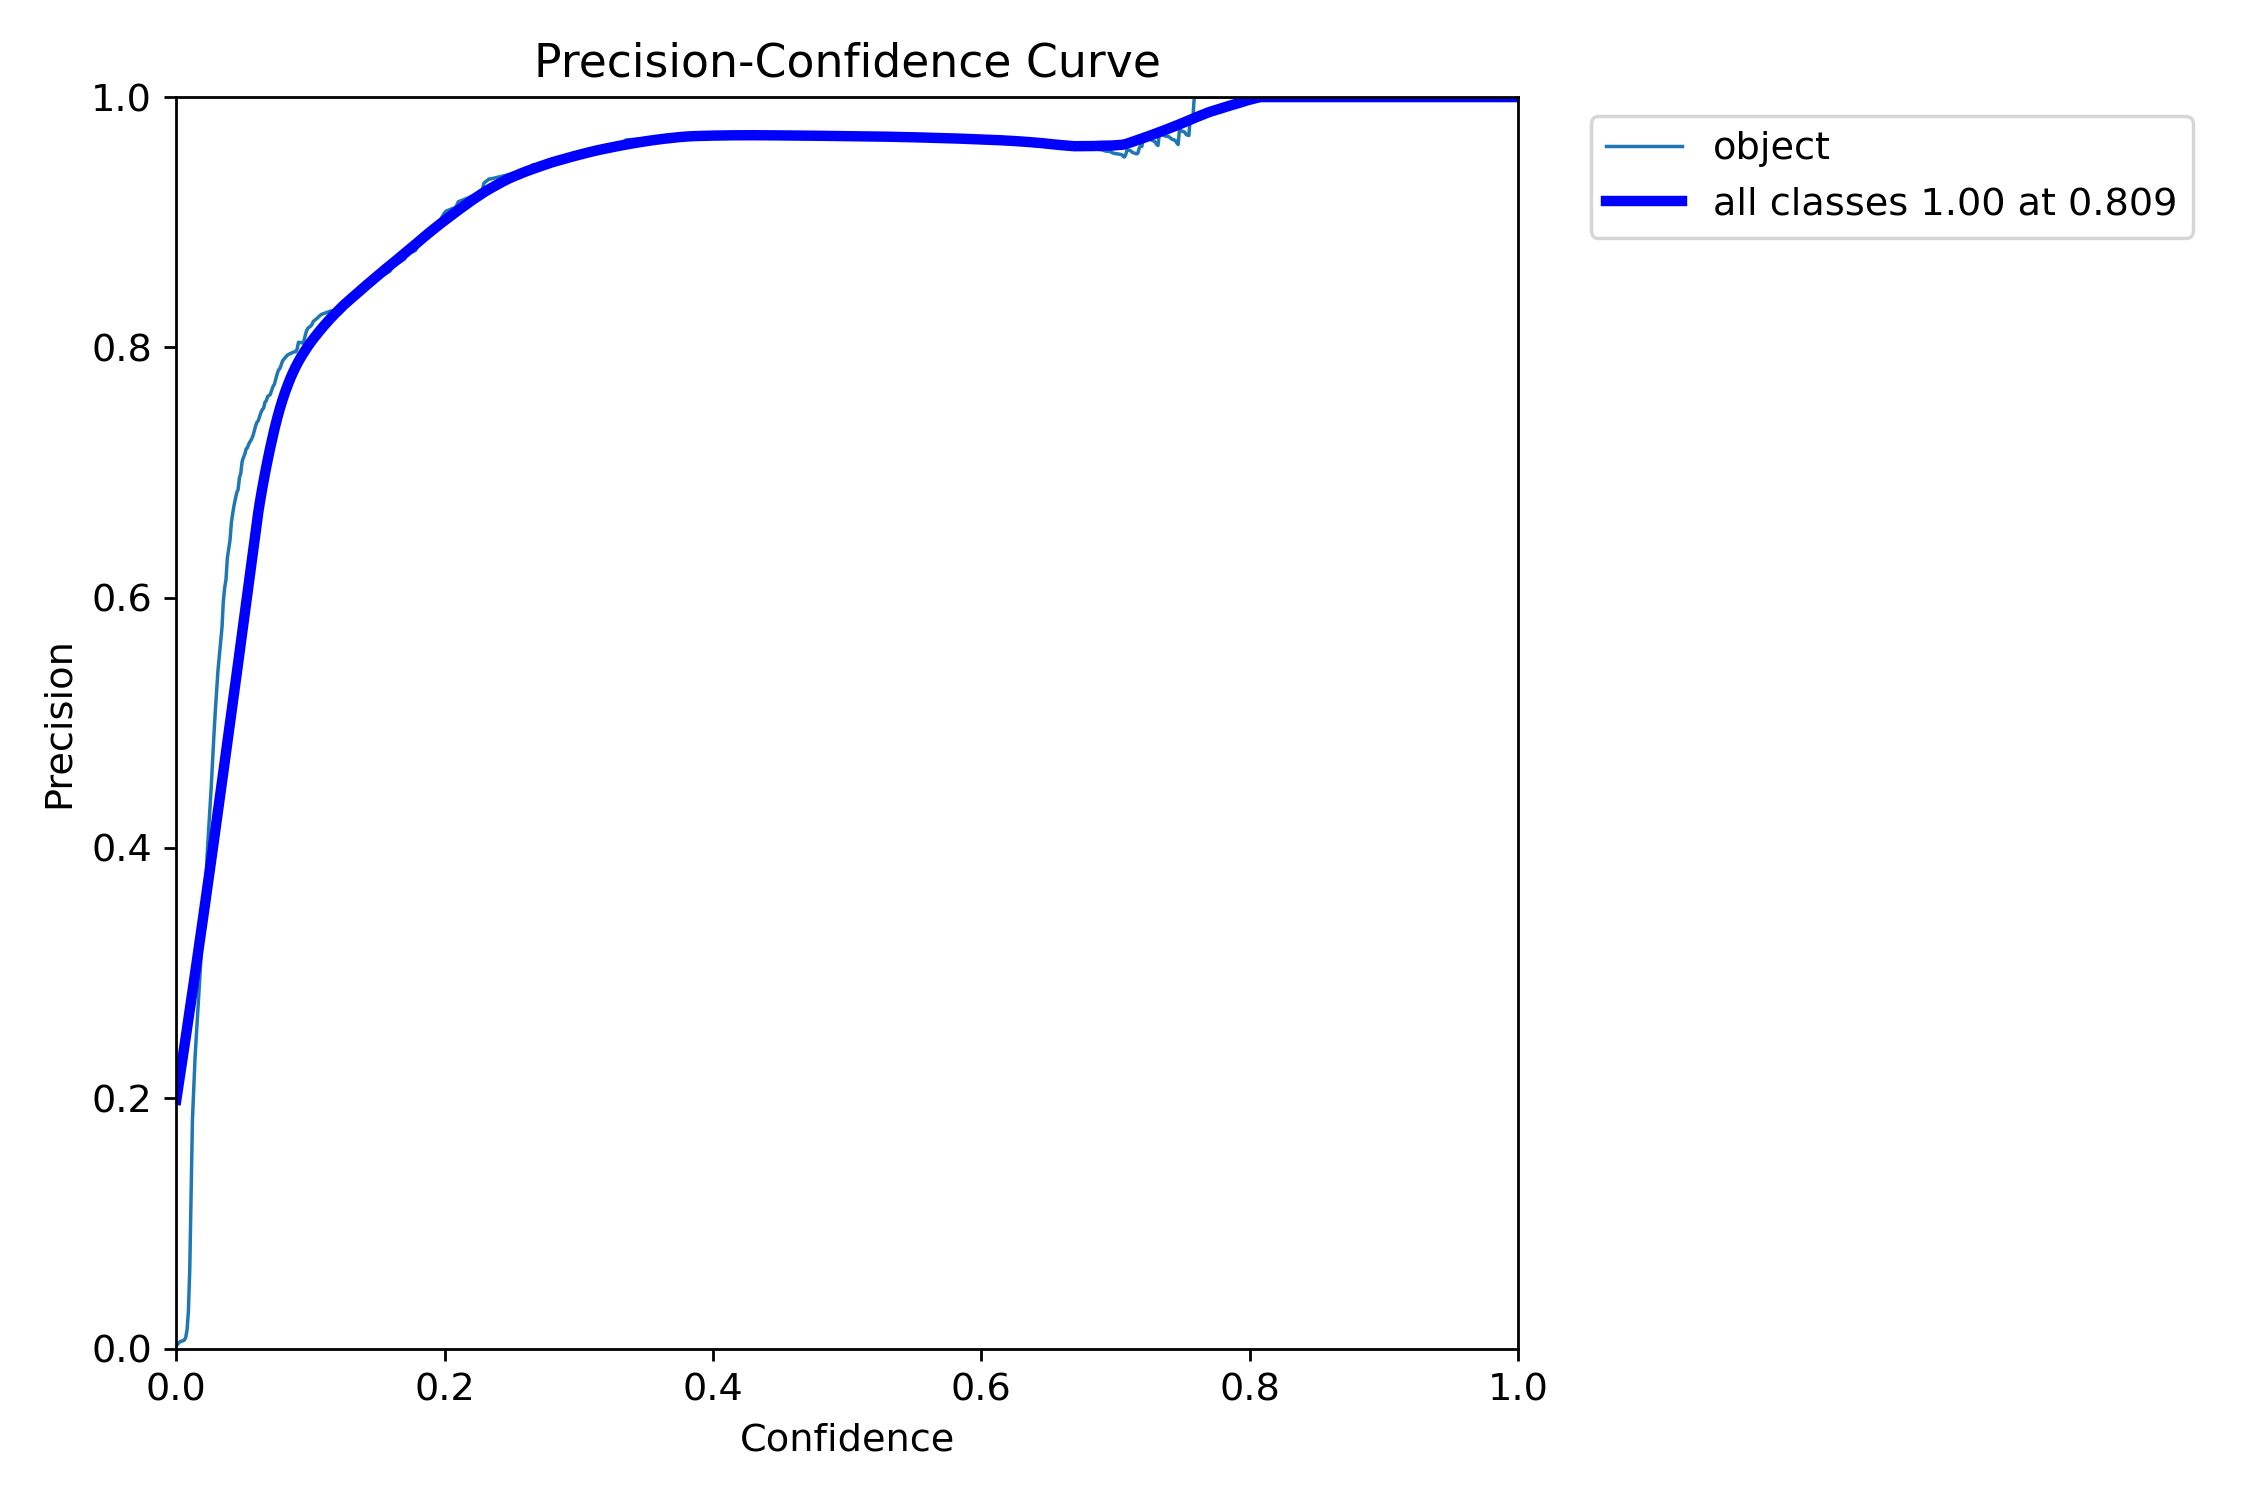 Precision-Confidence Curve
1.0
0.8
0.6
0.4
0.2
0.0
Precision
0.0 0.2 0.4 0.6 0.8 1.0
Confidence
object
all classes 1.00 at 0.809